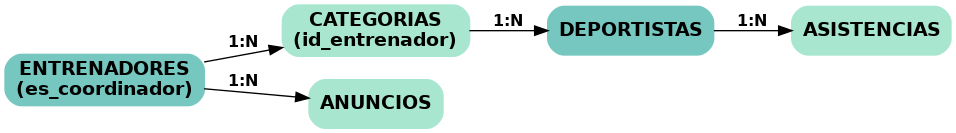 ENTRENADORES
(es_coordinador)
1:N
CATEGORIAS
(id_entrenador)
1:N
DEPORTISTAS
1:N
ASISTENCIAS
1:N
ANUNCIOS